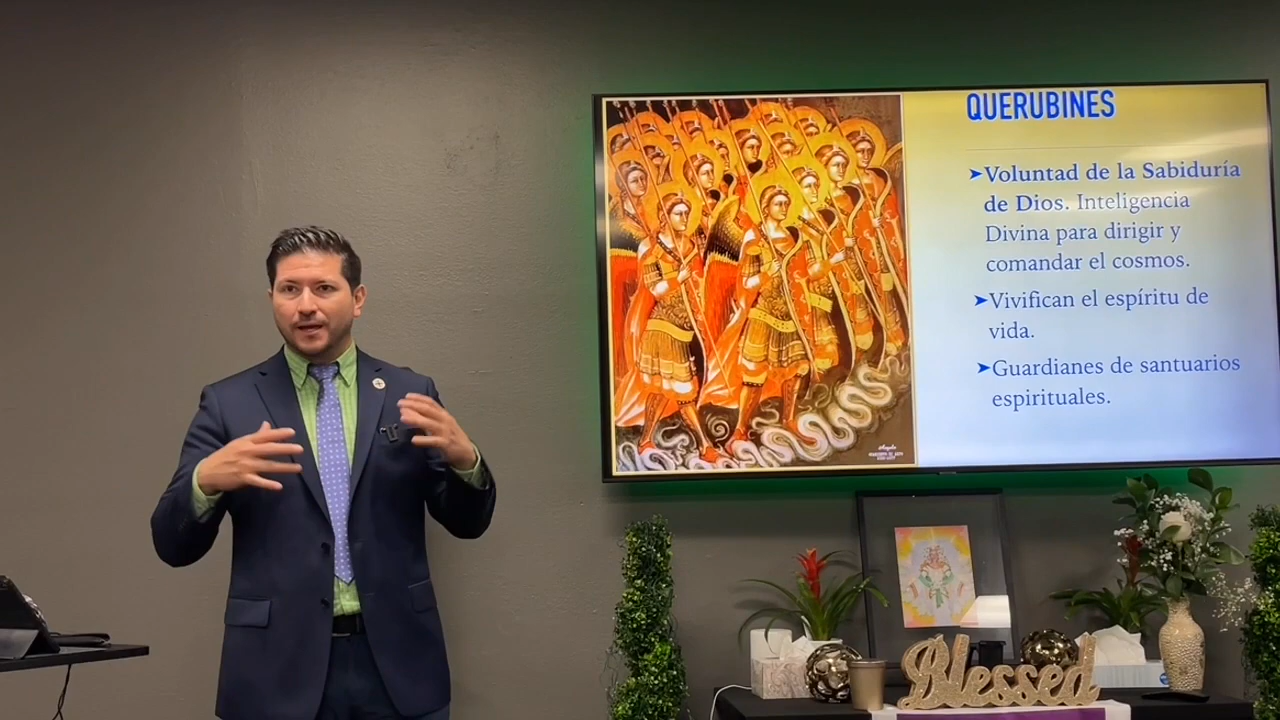 QUERUBINES
➤Voluntad de la Sabiduría
de Dios. Inteligencia
Divina para dirigir y
comandar el cosmos.
➤Vivifican el espíritu de
vida.
➤Guardianes de santuarios
espirituales.
Blessed